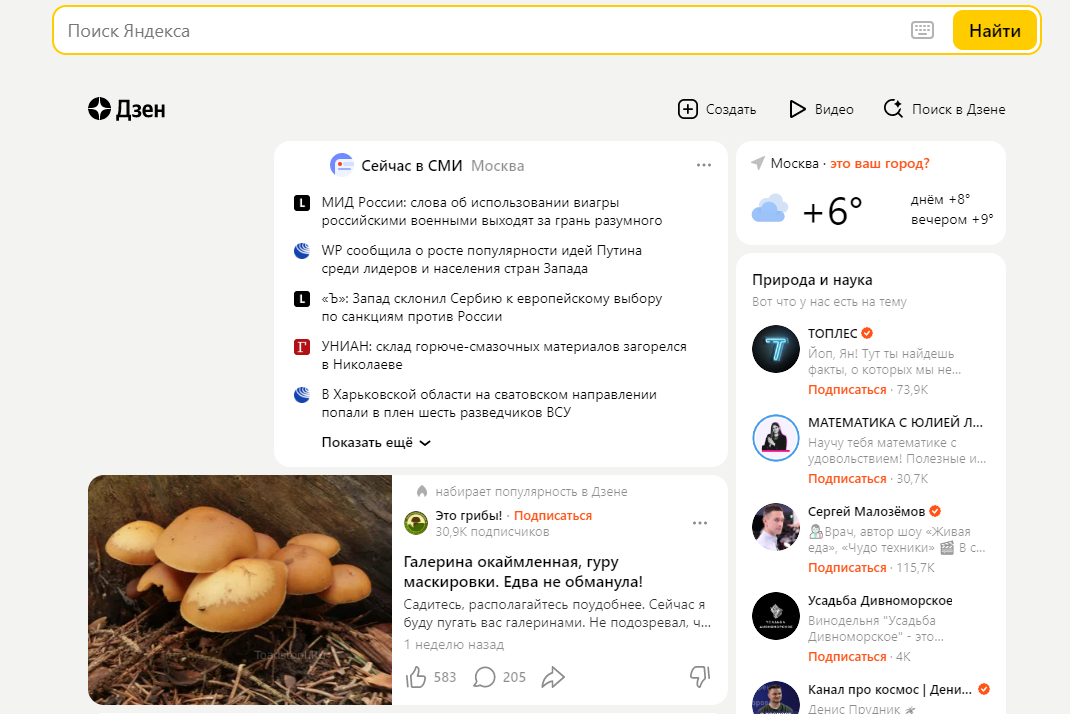 Поиск Яндекса
Найти
Дзен
Создать
Видео
Поиск в Дзене
Сейчас в СМИ Москва
L
МИД России: слова об использовании виагры
российскими военными выходят за грань разумного
WP сообщила о росте популярности идей Путина
среди лидеров и населения стран Запада
L
«Ъ»: Запад склонил Сербию к европейскому выбору
по санкциям против России
Г
УНИАН: склад горюче-смазочных материалов загорелся
в Николаеве
В Харьковской области на сватовском направлении
попали в плен шесть разведчиков ВСУ
Показать ещё
Москва · это ваш город?
+6°
днём +8°
вечером +9°
Природа и наука
Вот что у нас есть на тему
Т
ТОПЛЕС
Йоп, Ян! Тут ты найдешь
факты, о которых мы не...
Подписаться · 73,9K
МАТЕМАТИКА С ЮЛИЕЙ Л...
Научу тебя математике с
удовольствием! Полезные и...
Подписаться · 30,7K
Сергей Малозёмов
Врач, автор шоу «Живая
еда», «Чудо техники» В с...
Подписаться · 115,7K
Усадьба Дивноморское
Винодельня "Усадьба
Дивноморское" - это...
Подписаться · 4K
Канал про космос | Дени...
Денис Прудник
набирает популярность в Дзене
Это грибы! · Подписаться
30,9K подписчиков
Галерина окаймленная, гуру
маскировки. Едва не обманула!
Садитесь, располагайтесь поудобнее. Сейчас я
буду пугать вас галеринами. Не подозревал, ч...
1 неделю назад
583
205